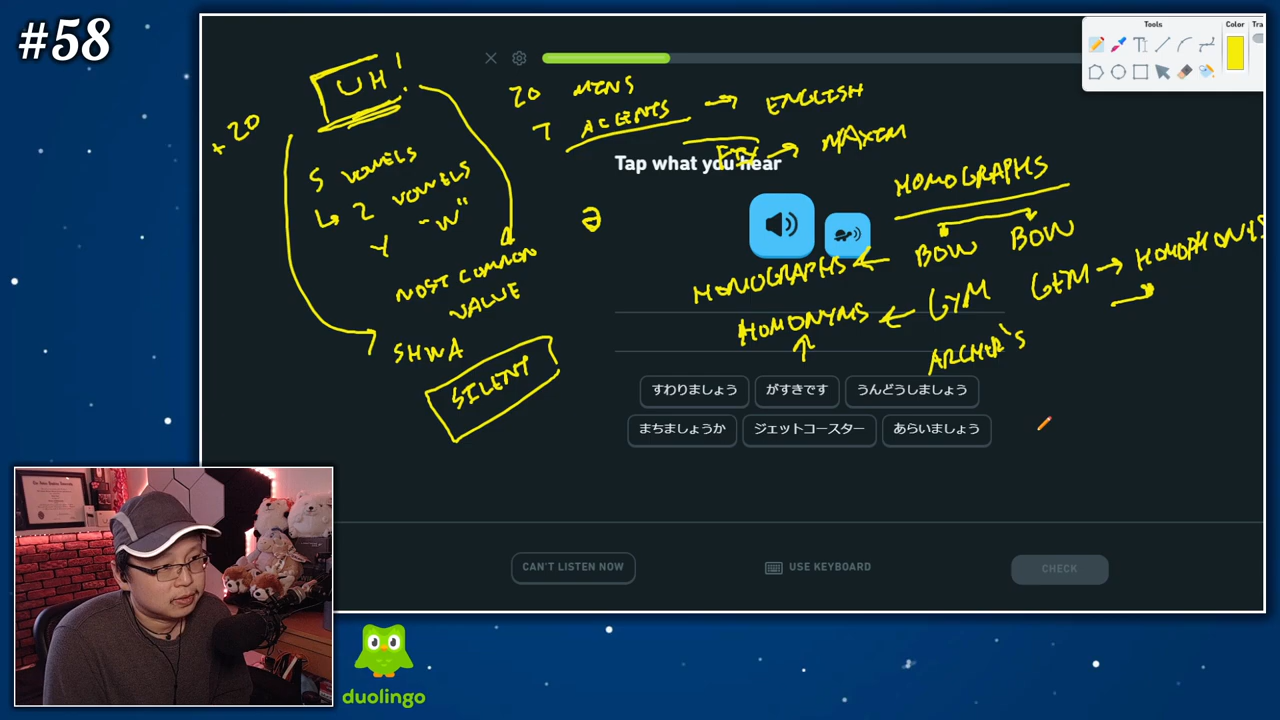 #58
Tools
Color
UH!
+20
5 VOWELS
↳ 2 VOWELS
Y "W"
MOST COMMON
VALUE
SHWA
SILENT
20 MINS
7 ACCENTS → ENGLISH
→ MAXIM
ə
Tap what you hear
HOMOGRAPHS
BOW BOW
HOMOGRAPHS ←
HOMONYMS ← GYM
GEM → HOMOPHONYS
ARCHER'S
すわりましょう
がすきです
うんどうしましょう
まちましょうか
ジェットコースター
あらいましょう
CAN'T LISTEN NOW
USE KEYBOARD
CHECK
duolingo